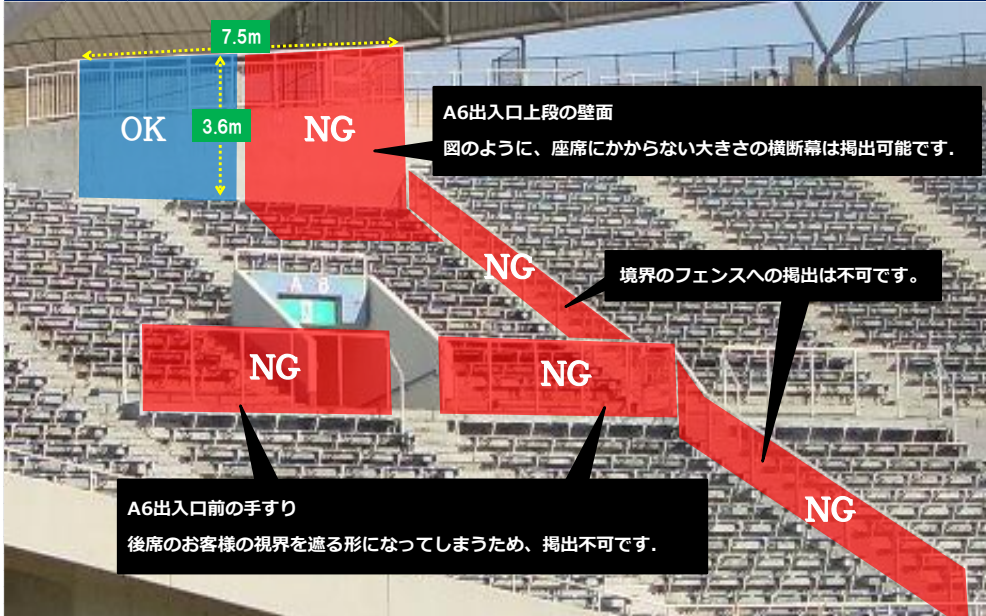 7.5m
OK
3.6m
NG
A6出入口上段の壁面
図のように、座席にかからない大きさの横断幕は掲出可能です．
NG
境界のフェンスへの掲出は不可です。
A 6
NG
NG
A6出入口前の手すり
後席のお客様の視界を遮る形になってしまうため、掲出不可です．
NG